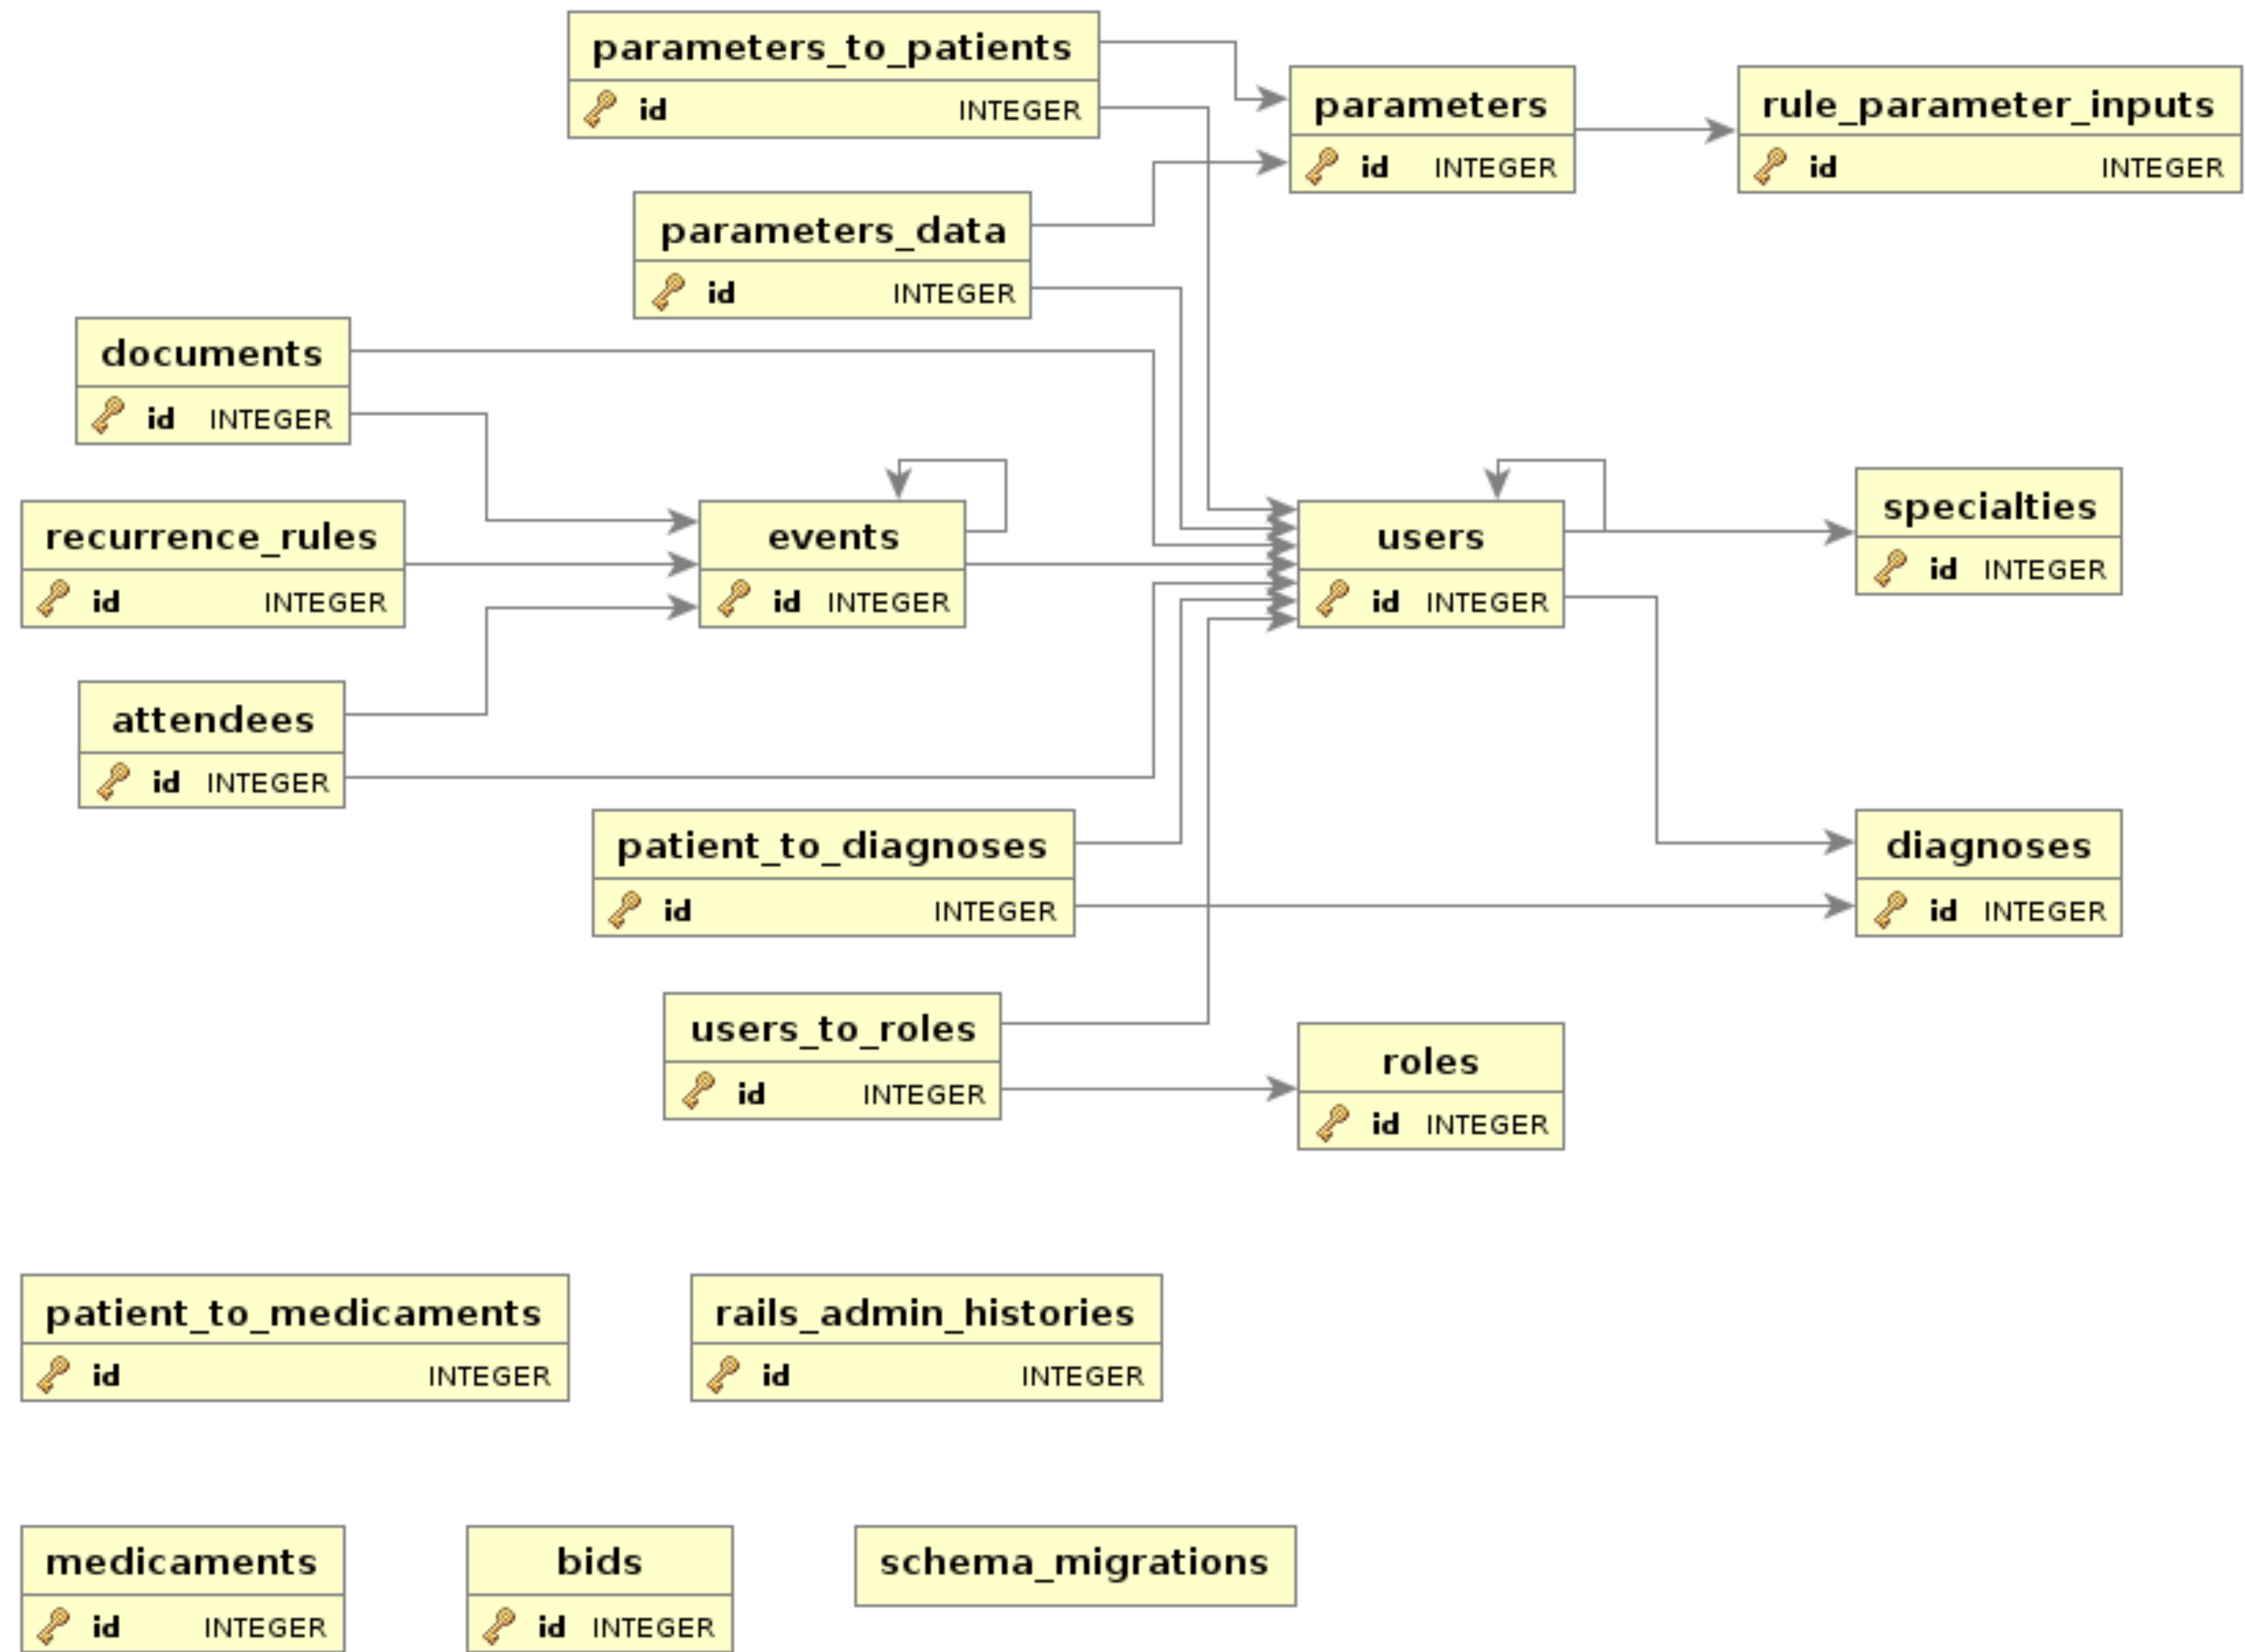 parameters_to_patients
id INTEGER
parameters
id INTEGER
rule_parameter_inputs
id INTEGER
parameters_data
id INTEGER
documents
id INTEGER
recurrence_rules
id INTEGER
events
id INTEGER
users
id INTEGER
specialties
id INTEGER
attendees
id INTEGER
patient_to_diagnoses
id INTEGER
diagnoses
id INTEGER
users_to_roles
id INTEGER
roles
id INTEGER
patient_to_medicaments
id INTEGER
rails_admin_histories
id INTEGER
medicaments
id INTEGER
bids
id INTEGER
schema_migrations